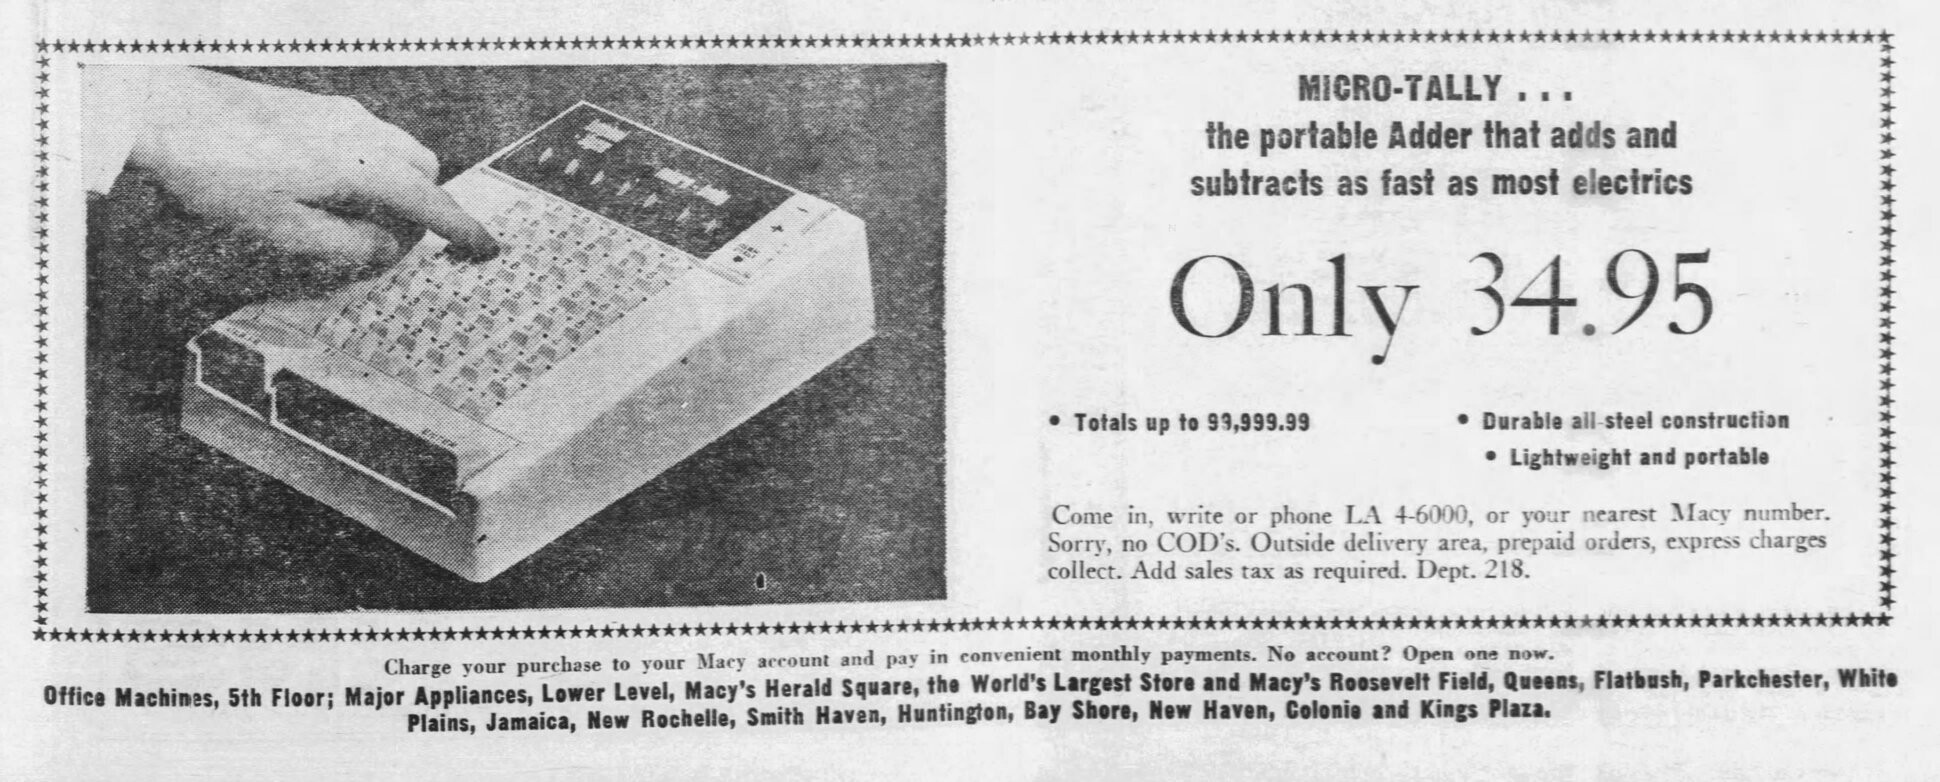 MICRO-TALLY . . .
the portable Adder that adds and
subtracts as fast as most electrics
Only 34.95
• Totals up to 99,999.99
• Durable all-steel construction
• Lightweight and portable
Come in, write or phone LA 4-6000, or your nearest Macy number.
Sorry, no COD's. Outside delivery area, prepaid orders, express charges
collect. Add sales tax as required. Dept. 218.
Charge your purchase to your Macy account and pay in convenient monthly payments. No account? Open one now.
Office Machines, 5th Floor; Major Appliances, Lower Level, Macy's Herald Square, the World's Largest Store and Macy's Roosevelt Field, Queens, Flatbush, Parkchester, White
Plains, Jamaica, New Rochelle, Smith Haven, Huntington, Bay Shore, New Haven, Colonie and Kings Plaza.